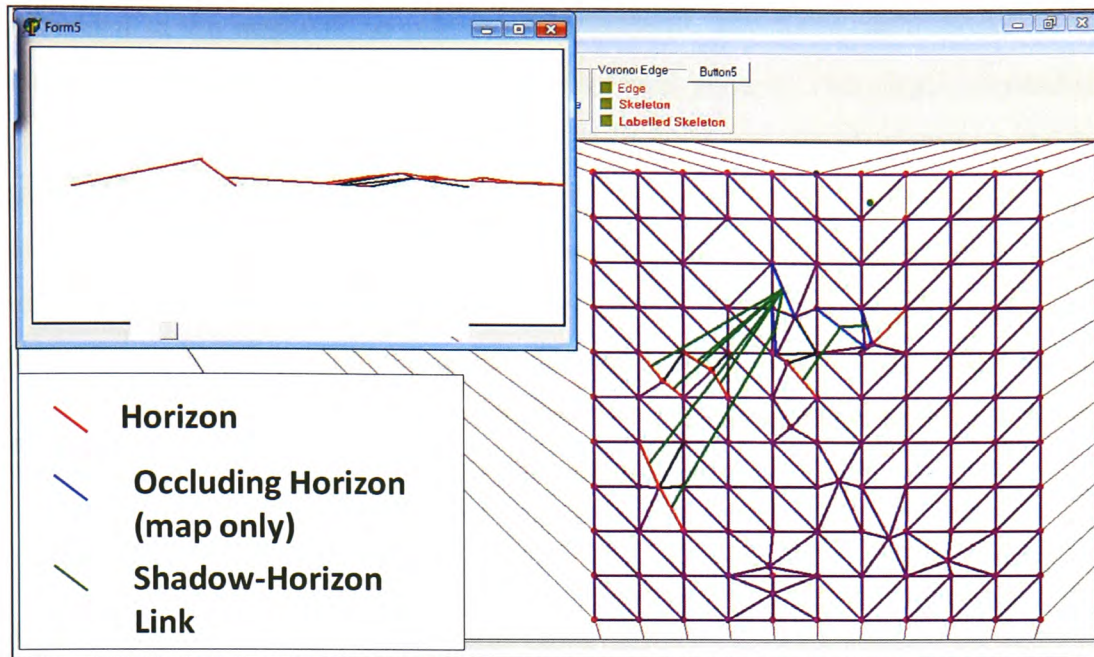 Form5
Voronoi Edge
Button5
Edge
Skeleton
Labelled Skeleton
Horizon
Occluding Horizon
(map only)
Shadow-Horizon
Link